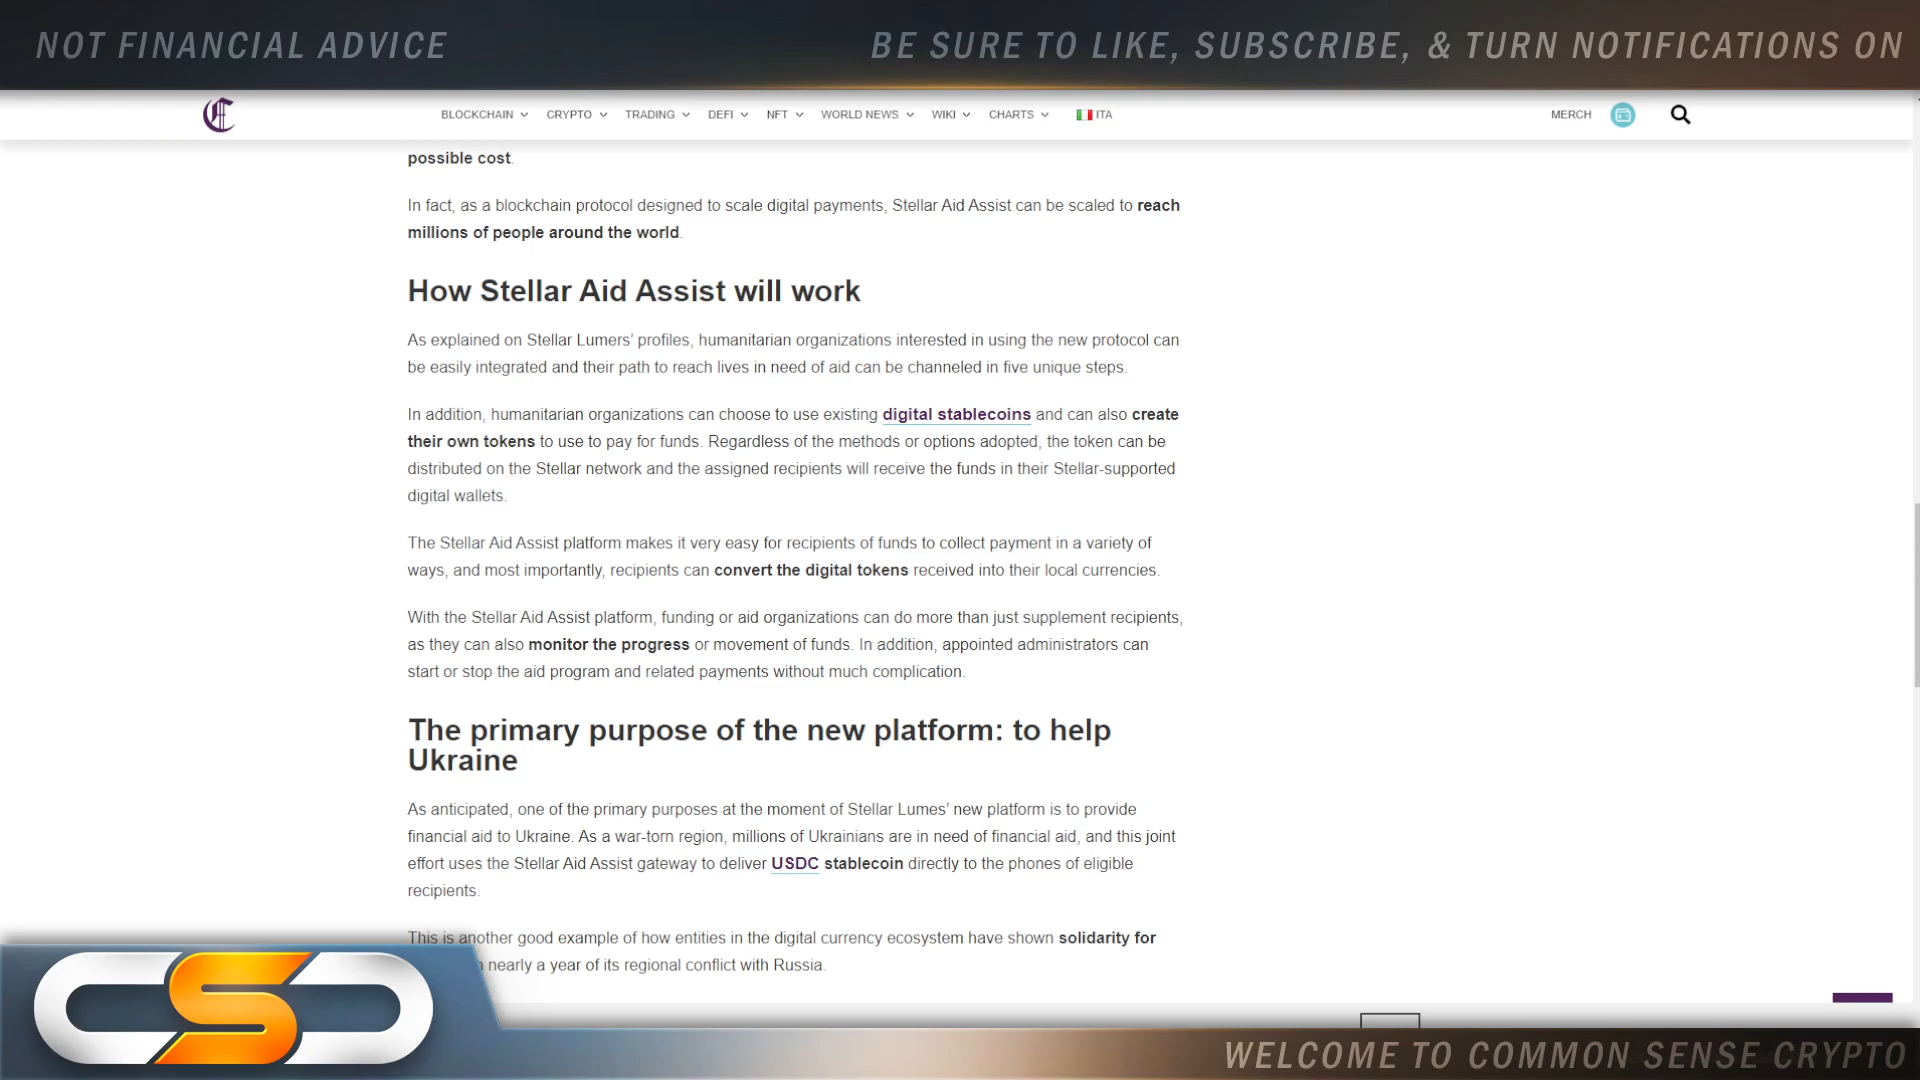 NOT FINANCIAL ADVICE
BE SURE TO LIKE, SUBSCRIBE, & TURN NOTIFICATIONS ON
BLOCKCHAIN CRYPTO TRADING DEFI NFT WORLD NEWS WIKI CHARTS ITA MERCH
possible cost.
In fact, as a blockchain protocol designed to scale digital payments, Stellar Aid Assist can be scaled to reach
millions of people around the world.
How Stellar Aid Assist will work
As explained on Stellar Lumers’ profiles, humanitarian organizations interested in using the new protocol can
be easily integrated and their path to reach lives in need of aid can be channeled in five unique steps.
In addition, humanitarian organizations can choose to use existing digital stablecoins and can also create
their own tokens to use to pay for funds. Regardless of the methods or options adopted, the token can be
distributed on the Stellar network and the assigned recipients will receive the funds in their Stellar-supported
digital wallets.
The Stellar Aid Assist platform makes it very easy for recipients of funds to collect payment in a variety of
ways, and most importantly, recipients can convert the digital tokens received into their local currencies.
With the Stellar Aid Assist platform, funding or aid organizations can do more than just supplement recipients,
as they can also monitor the progress or movement of funds. In addition, appointed administrators can
start or stop the aid program and related payments without much complication.
The primary purpose of the new platform: to help
Ukraine
As anticipated, one of the primary purposes at the moment of Stellar Lumes’ new platform is to provide
financial aid to Ukraine. As a war-torn region, millions of Ukrainians are in need of financial aid, and this joint
effort uses the Stellar Aid Assist gateway to deliver USDC stablecoin directly to the phones of eligible
recipients.
This is another good example of how entities in the digital currency ecosystem have shown solidarity for
nearly a year of its regional conflict with Russia.
CSC
WELCOME TO COMMON SENSE CRYPTO